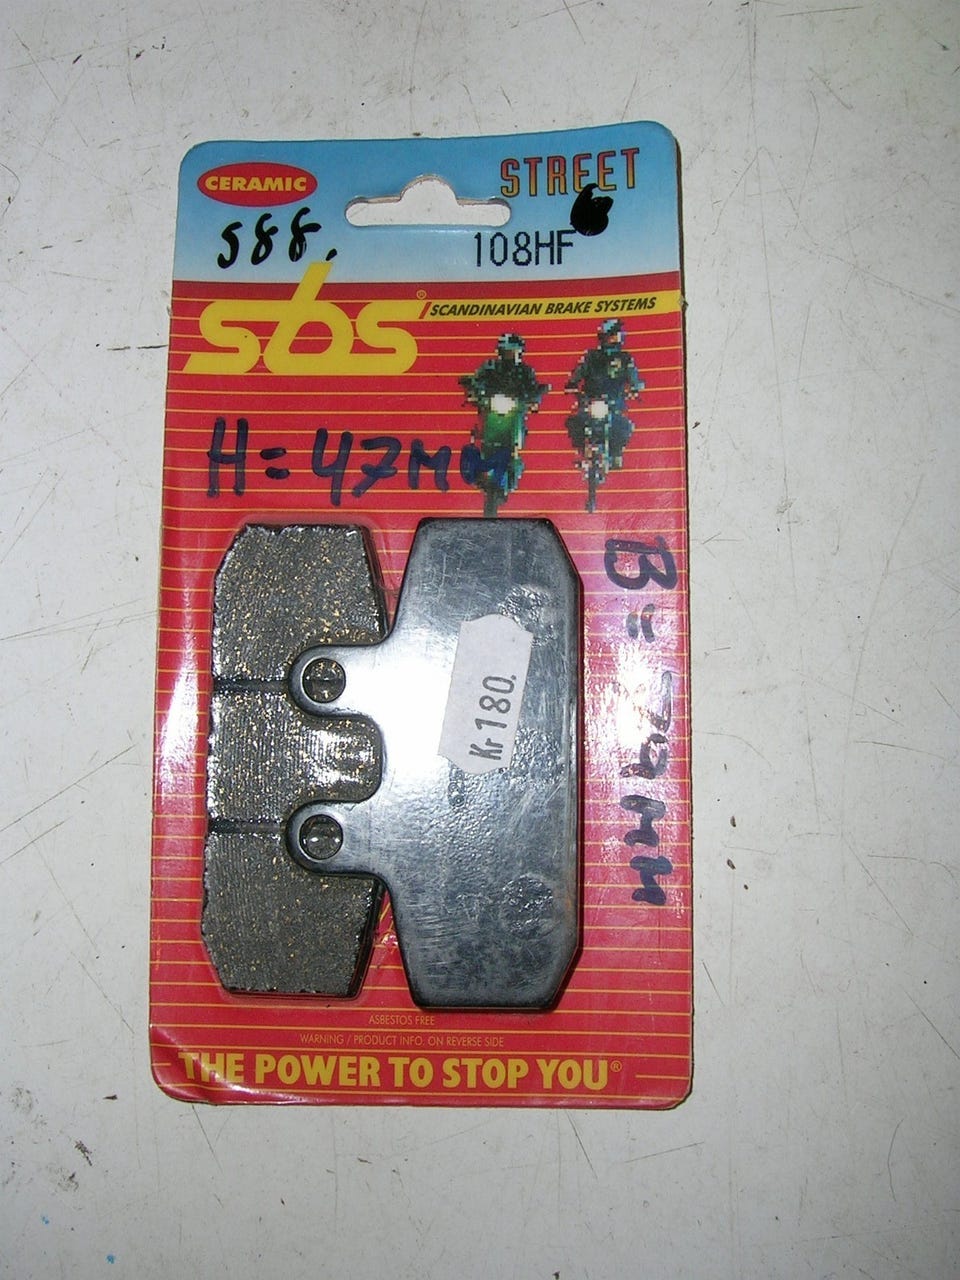 CERAMIC
STREET
588.
108HF
sbs®
SCANDINAVIAN BRAKE SYSTEMS
H=47MM
B=
MM
Kr 180.
ASBESTOS FREE
WARNING / PRODUCT INFO. ON REVERSE SIDE
THE POWER TO STOP YOU®